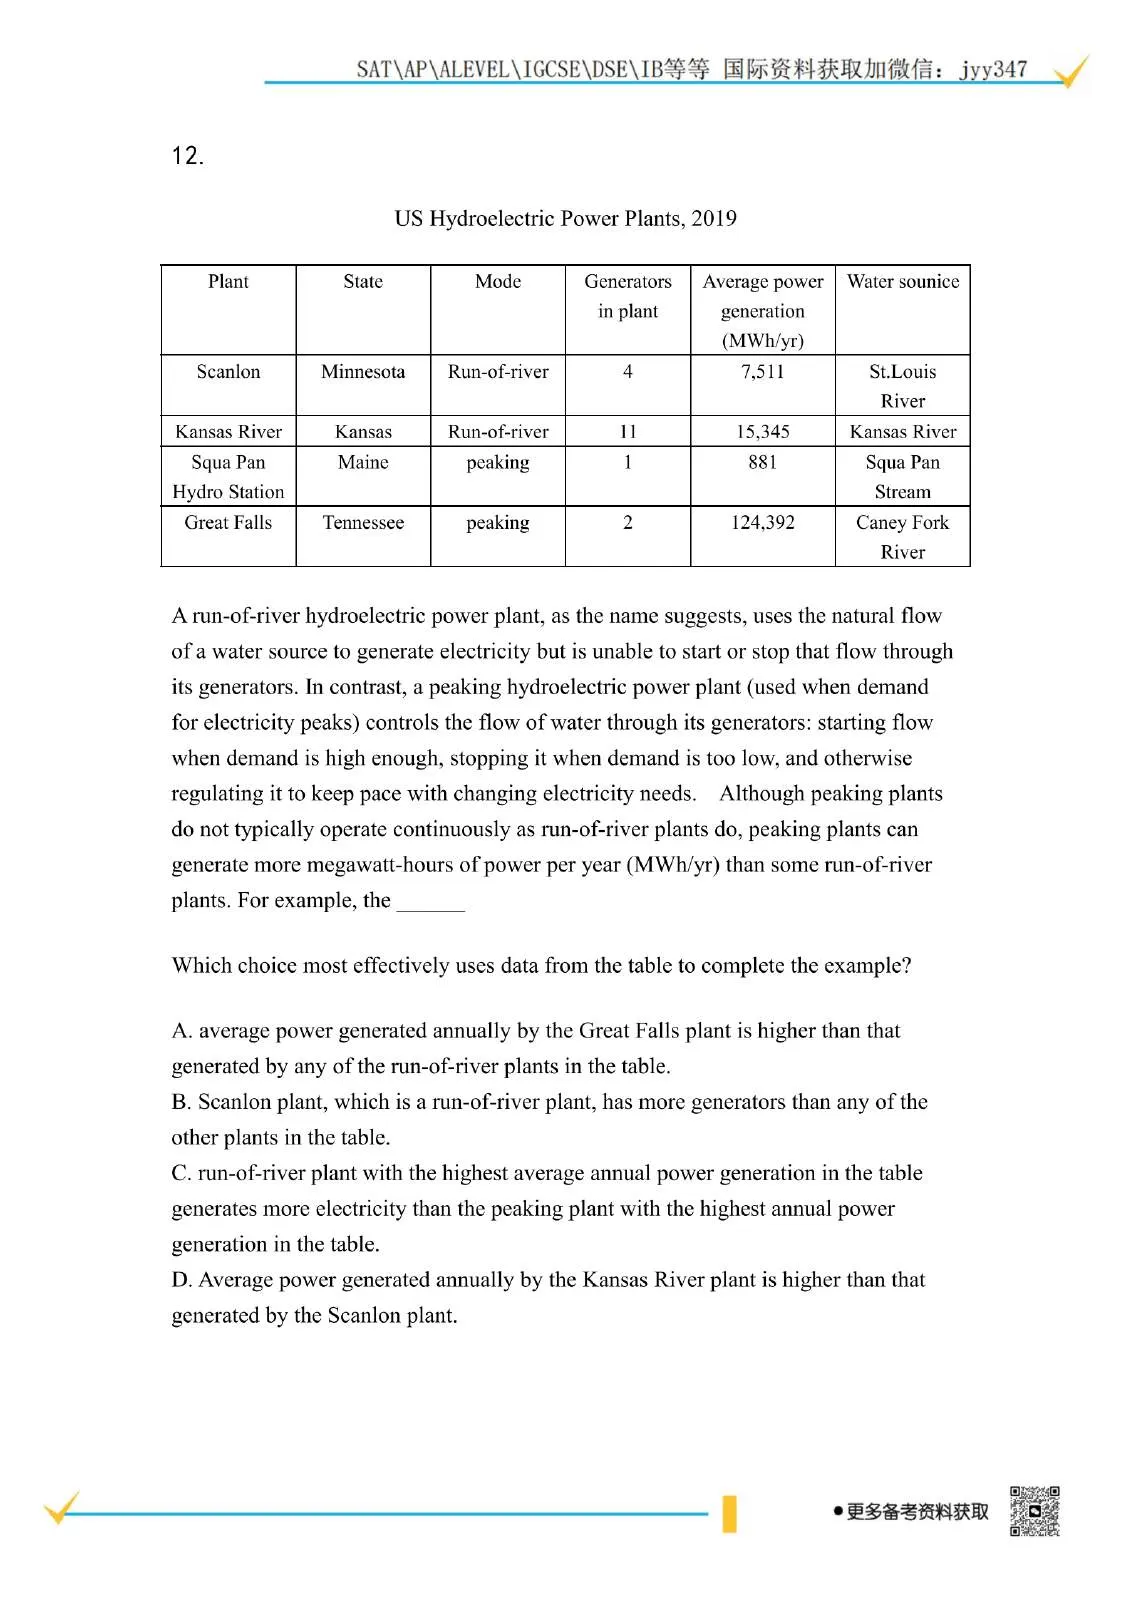 SAT\AP\ALEVEL\IGCSE\DSE\IB等等 国际资料获取加微信：jyy347
12.
US Hydroelectric Power Plants, 2019
Plant State Mode Generators in plant Average power generation (MWh/yr) Water sounice
Scanlon Minnesota Run-of-river 4 7,511 St.Louis River
Kansas River Kansas Run-of-river 11 15,345 Kansas River
Squa Pan Hydro Station Maine peaking 1 881 Squa Pan Stream
Great Falls Tennessee peaking 2 124,392 Caney Fork River
A run-of-river hydroelectric power plant, as the name suggests, uses the natural flow
of a water source to generate electricity but is unable to start or stop that flow through
its generators. In contrast, a peaking hydroelectric power plant (used when demand
for electricity peaks) controls the flow of water through its generators: starting flow
when demand is high enough, stopping it when demand is too low, and otherwise
regulating it to keep pace with changing electricity needs. Although peaking plants
do not typically operate continuously as run-of-river plants do, peaking plants can
generate more megawatt-hours of power per year (MWh/yr) than some run-of-river
plants. For example, the ______
Which choice most effectively uses data from the table to complete the example?
A. average power generated annually by the Great Falls plant is higher than that
generated by any of the run-of-river plants in the table.
B. Scanlon plant, which is a run-of-river plant, has more generators than any of the
other plants in the table.
C. run-of-river plant with the highest average annual power generation in the table
generates more electricity than the peaking plant with the highest annual power
generation in the table.
D. Average power generated annually by the Kansas River plant is higher than that
generated by the Scanlon plant.
●更多备考资料获取